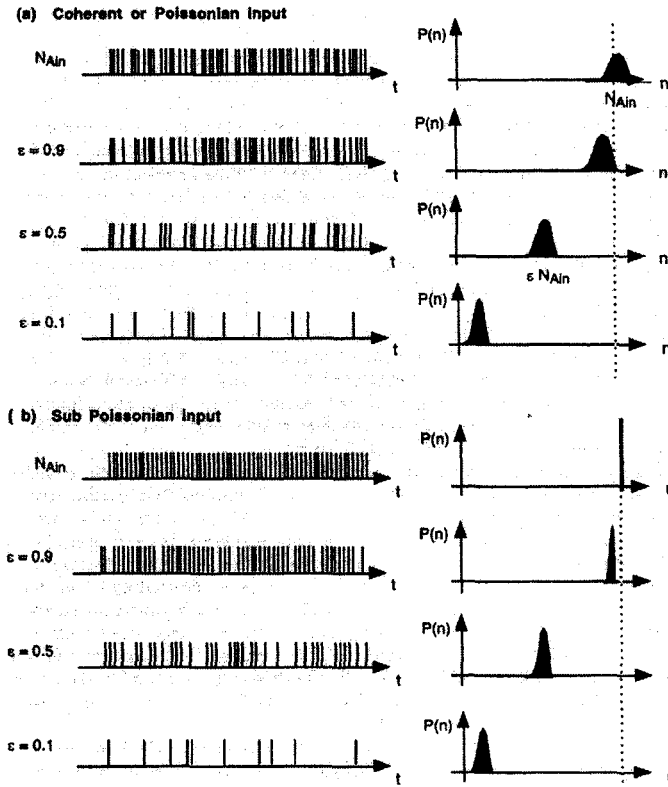 (a) Coherent or Poissonian Input
N_Ain
t
P(n)
n
N_Ain
ε = 0.9
t
P(n)
n
ε = 0.5
t
P(n)
n
ε N_Ain
ε = 0.1
t
P(n)
n
( b) Sub Poissonian Input
N_Ain
t
P(n)
ε = 0.9
t
P(n)
ε = 0.5
t
P(n)
ε = 0.1
t
P(n)